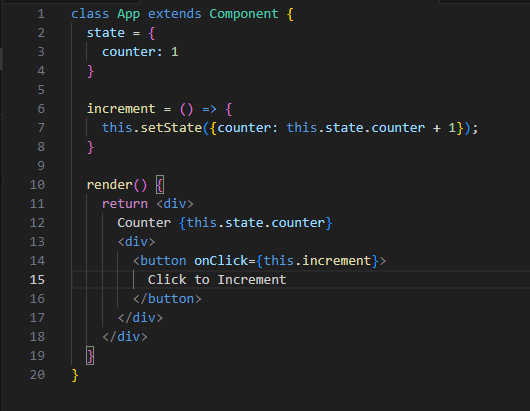 1 class App extends Component {
2   state = {
3     counter: 1
4   }
5
6   increment = () => {
7     this.setState({counter: this.state.counter + 1});
8   }
9
10   render() {
11     return <div>
12       Counter {this.state.counter}
13       <div>
14         <button onClick={this.increment}>
15           Click to Increment
16         </button>
17       </div>
18     </div>
19   }
20 }